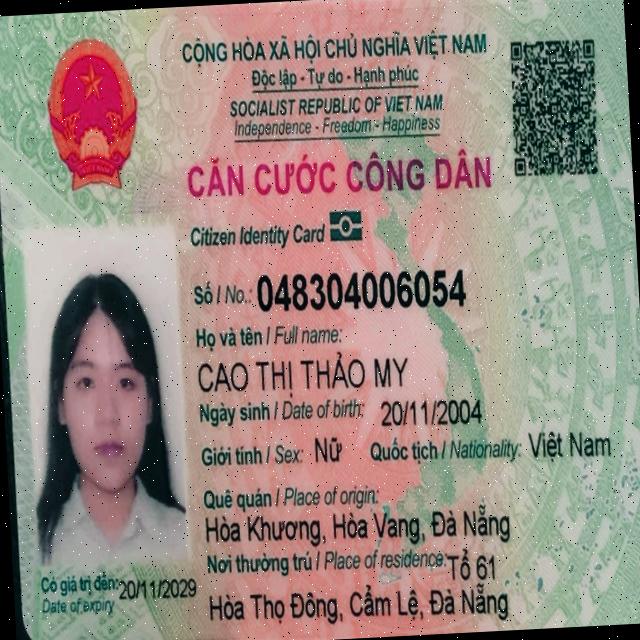 CỘNG HÒA XÃ HỘI CHỦ NGHĨA VIỆT NAM
Độc lập - Tự do - Hạnh phúc
SOCIALIST REPUBLIC OF VIET NAM
Independence - Freedom - Happiness
CĂN CƯỚC CÔNG DÂN
Citizen Identity Card
Số / No.: 048304006054
Họ và tên / Full name:
CAO THỊ THẢO MY
Ngày sinh / Date of birth: 20/11/2004
Giới tính / Sex: Nữ Quốc tịch / Nationality: Việt Nam
Quê quán / Place of origin:
Hòa Khương, Hòa Vang, Đà Nẵng
Nơi thường trú / Place of residence: Tổ 61
Hòa Thọ Đông, Cẩm Lệ, Đà Nẵng
Có giá trị đến: 20/11/2029
Date of expiry